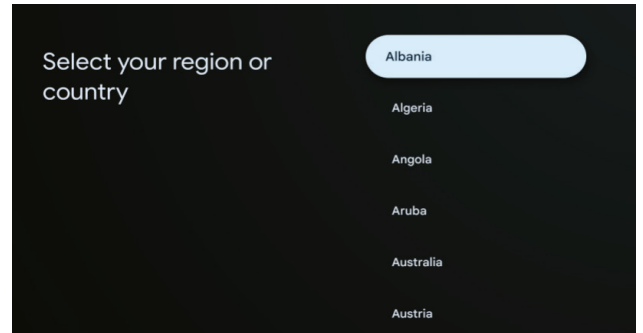 Select your region or
country
Albania
Algeria
Angola
Aruba
Australia
Austria